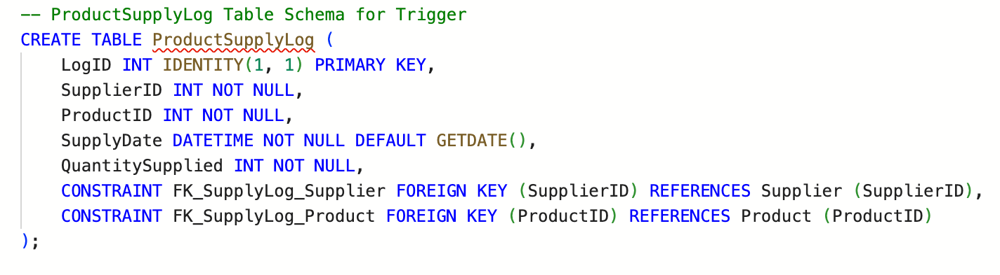 -- ProductSupplyLog Table Schema for Trigger
CREATE TABLE ProductSupplyLog (
    LogID INT IDENTITY(1, 1) PRIMARY KEY,
    SupplierID INT NOT NULL,
    ProductID INT NOT NULL,
    SupplyDate DATETIME NOT NULL DEFAULT GETDATE(),
    QuantitySupplied INT NOT NULL,
    CONSTRAINT FK_SupplyLog_Supplier FOREIGN KEY (SupplierID) REFERENCES Supplier (SupplierID),
    CONSTRAINT FK_SupplyLog_Product FOREIGN KEY (ProductID) REFERENCES Product (ProductID)
);